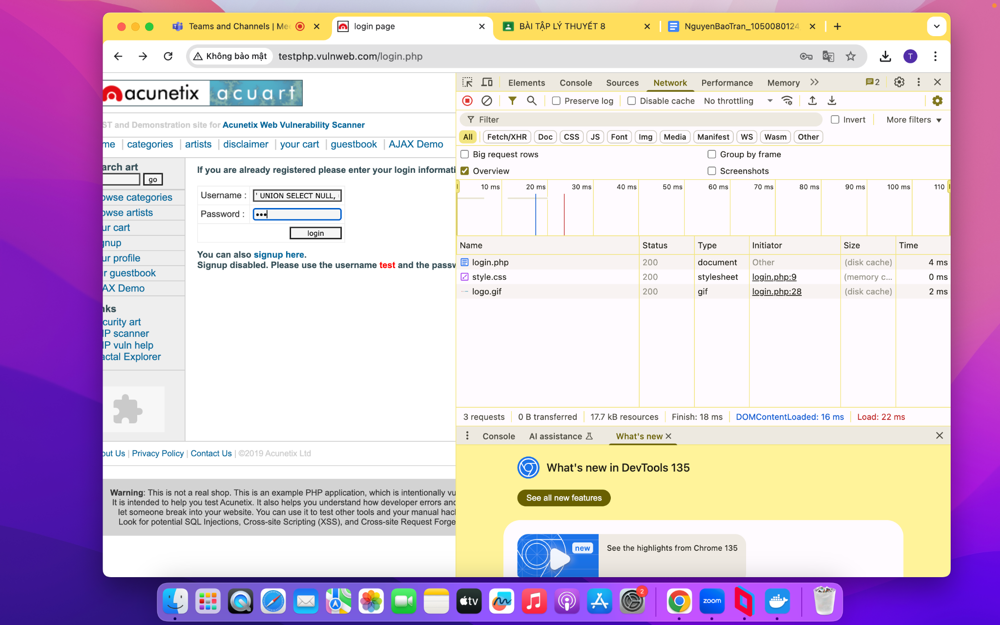 Teams and Channels | Mee
login page
BÀI TẬP LÝ THUYẾT 8
NguyenBaoTran_1050080124
Không bảo mật
testphp.vulnweb.com/login.php
T
acunetix acuart
ST and Demonstration site for Acunetix Web Vulnerability Scanner
me | categories | artists | disclaimer | your cart | guestbook | AJAX Demo
arch art
go
owse categories
owse artists
ur cart
gnup
ur profile
r guestbook
AX Demo
nks
curity art
IP scanner
IP vuln help
actal Explorer
If you are already registered please enter your login informati
Username : ' UNION SELECT NULL,
Password : •••
login
You can also signup here.
Signup disabled. Please use the username test and the passw
out Us | Privacy Policy | Contact Us | ©2019 Acunetix Ltd
Warning: This is not a real shop. This is an example PHP application, which is intentionally vu
It is intended to help you test Acunetix. It also helps you understand how developer errors and
let someone break into your website. You can use it to test other tools and your manual hack
Look for potential SQL Injections, Cross-site Scripting (XSS), and Cross-site Request Forge
Elements Console Sources Network Performance Memory 2
Preserve log Disable cache No throttling
Filter Invert More filters
All Fetch/XHR Doc CSS JS Font Img Media Manifest WS Wasm Other
Big request rows Group by frame
Overview Screenshots
10 ms 20 ms 30 ms 40 ms 50 ms 60 ms 70 ms 80 ms 90 ms 100 ms 110
Name Status Type Initiator Size Time
login.php 200 document Other (disk cache) 4 ms
style.css 200 stylesheet login.php:9 (memory c... 0 ms
logo.gif 200 gif login.php:28 (disk cache) 2 ms
3 requests 0 B transferred 17.7 kB resources Finish: 18 ms DOMContentLoaded: 16 ms Load: 22 ms
Console AI assistance What's new
What's new in DevTools 135
See all new features
new
See the highlights from Chrome 135
tv
zoom
2